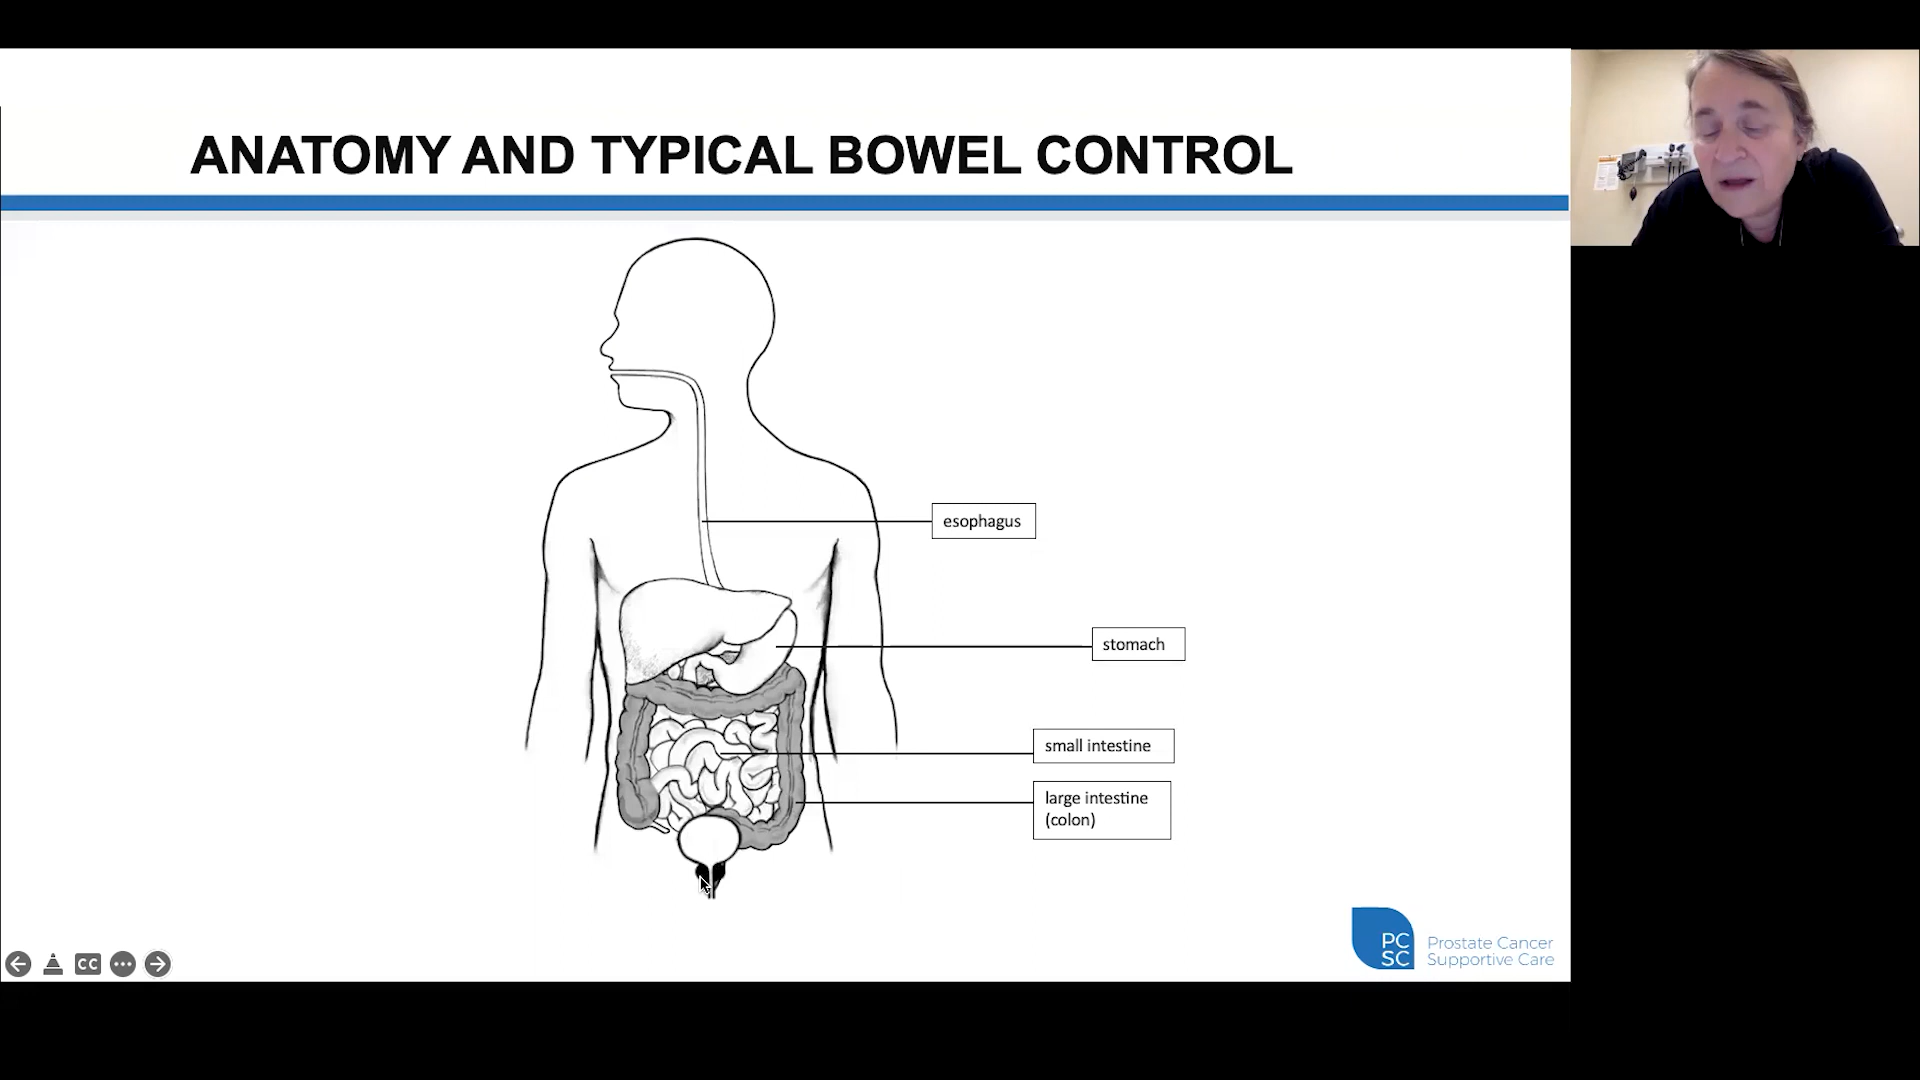 ANATOMY AND TYPICAL BOWEL CONTROL
esophagus
stomach
small intestine
large intestine
(colon)
PC
SC
Prostate Cancer
Supportive Care
CC